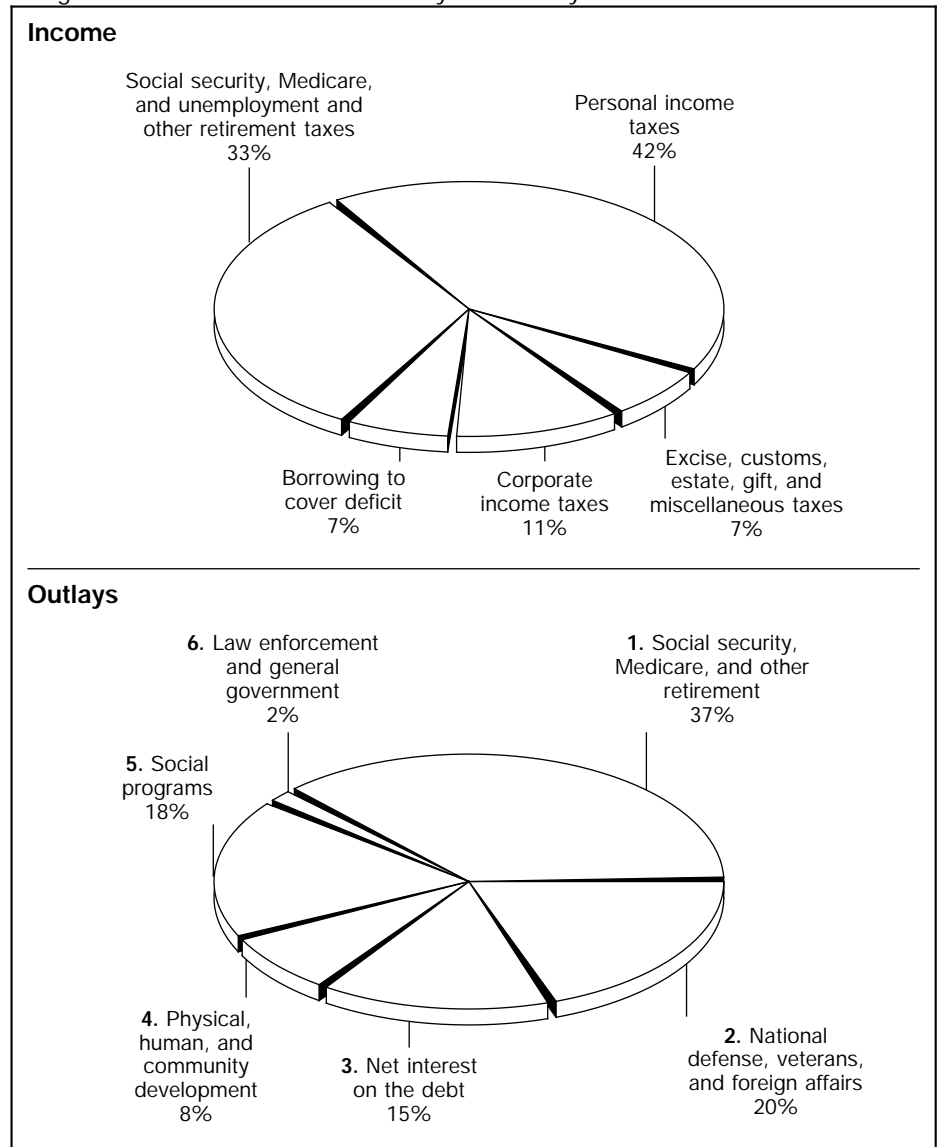 Income
Social security, Medicare,
and unemployment and
other retirement taxes
33%
Personal income
taxes
42%
Borrowing to
cover deficit
7%
Corporate
income taxes
11%
Excise, customs,
estate, gift, and
miscellaneous taxes
7%
Outlays
6. Law enforcement
and general
government
2%
1. Social security,
Medicare, and other
retirement
37%
5. Social
programs
18%
4. Physical,
human, and
community
development
8%
3. Net interest
on the debt
15%
2. National
defense, veterans,
and foreign affairs
20%